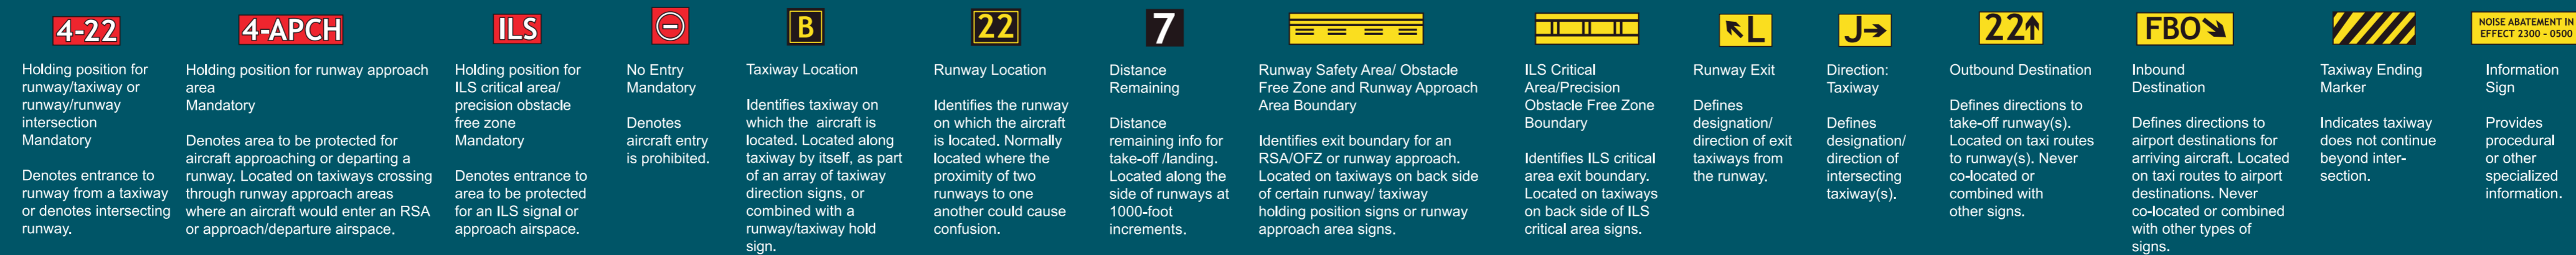 4-22
Holding position for
runway/taxiway or
runway/runway
intersection
Mandatory
Denotes entrance to
runway from a taxiway
or denotes intersecting
runway.
4-APCH
Holding position for runway approach
area
Mandatory
Denotes area to be protected for
aircraft approaching or departing a
runway. Located on taxiways crossing
through runway approach areas
where an aircraft would enter an RSA
or approach/departure airspace.
ILS
Holding position for
ILS critical area/
precision obstacle
free zone
Mandatory
Denotes entrance to
area to be protected
for an ILS signal or
approach airspace.
No Entry
Mandatory
Denotes
aircraft entry
is prohibited.
B
Taxiway Location
Identifies taxiway on
which the aircraft is
located. Located along
taxiway by itself, as part
of an array of taxiway
direction signs, or
combined with a
runway/taxiway hold
sign.
22
Runway Location
Identifies the runway
on which the aircraft
is located. Normally
located where the
proximity of two
runways to one
another could cause
confusion.
7
Distance
Remaining
Distance
remaining info for
take-off /landing.
Located along the
side of runways at
1000-foot
increments.
Runway Safety Area/ Obstacle
Free Zone and Runway Approach
Area Boundary
Identifies exit boundary for an
RSA/OFZ or runway approach.
Located on taxiways on back side
of certain runway/ taxiway
holding position signs or runway
approach area signs.
ILS Critical
Area/Precision
Obstacle Free Zone
Boundary
Identifies ILS critical
area exit boundary.
Located on taxiways
on back side of ILS
critical area signs.
↖L
Runway Exit
Defines
designation/
direction of exit
taxiways from
the runway.
J→
Direction:
Taxiway
Defines
designation/
direction of
intersecting
taxiway(s).
22↑
Outbound Destination
Defines directions to
take-off runway(s).
Located on taxi routes
to runway(s). Never
co-located or
combined with
other signs.
FBO↘
Inbound
Destination
Defines directions to
airport destinations for
arriving aircraft. Located
on taxi routes to airport
destinations. Never
co-located or combined
with other types of
signs.
Taxiway Ending
Marker
Indicates taxiway
does not continue
beyond inter-
section.
NOISE ABATEMENT IN
EFFECT 2300 - 0500
Information
Sign
Provides
procedural
or other
specialized
information.